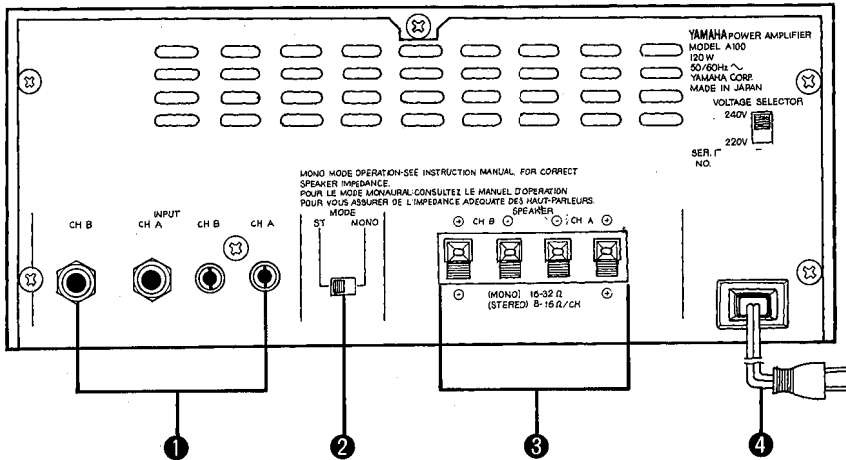 YAMAHA POWER AMPLIFIER
MODEL A100
120 W
50/60Hz ~
YAMAHA CORP.
MADE IN JAPAN
VOLTAGE SELECTOR
240V
220V
SER.
NO.
MONO MODE OPERATION-SEE INSTRUCTION MANUAL, FOR CORRECT
SPEAKER IMPEDANCE.
POUR LE MODE MONAURAL: CONSULTEZ LE MANUEL D'OPERATION
POUR VOUS ASSURER DE L'IMPEDANCE ADEQUATE DES HAUT-PARLEURS.
INPUT
CH B CH A CH B CH A
MODE
ST MONO
SPEAKER
⊕ CH B ⊖ ⊖ CH A ⊕
⊖ (MONO) 16-32 Ω ⊕
(STEREO) 8-16 Ω/CH
1 2 3 4